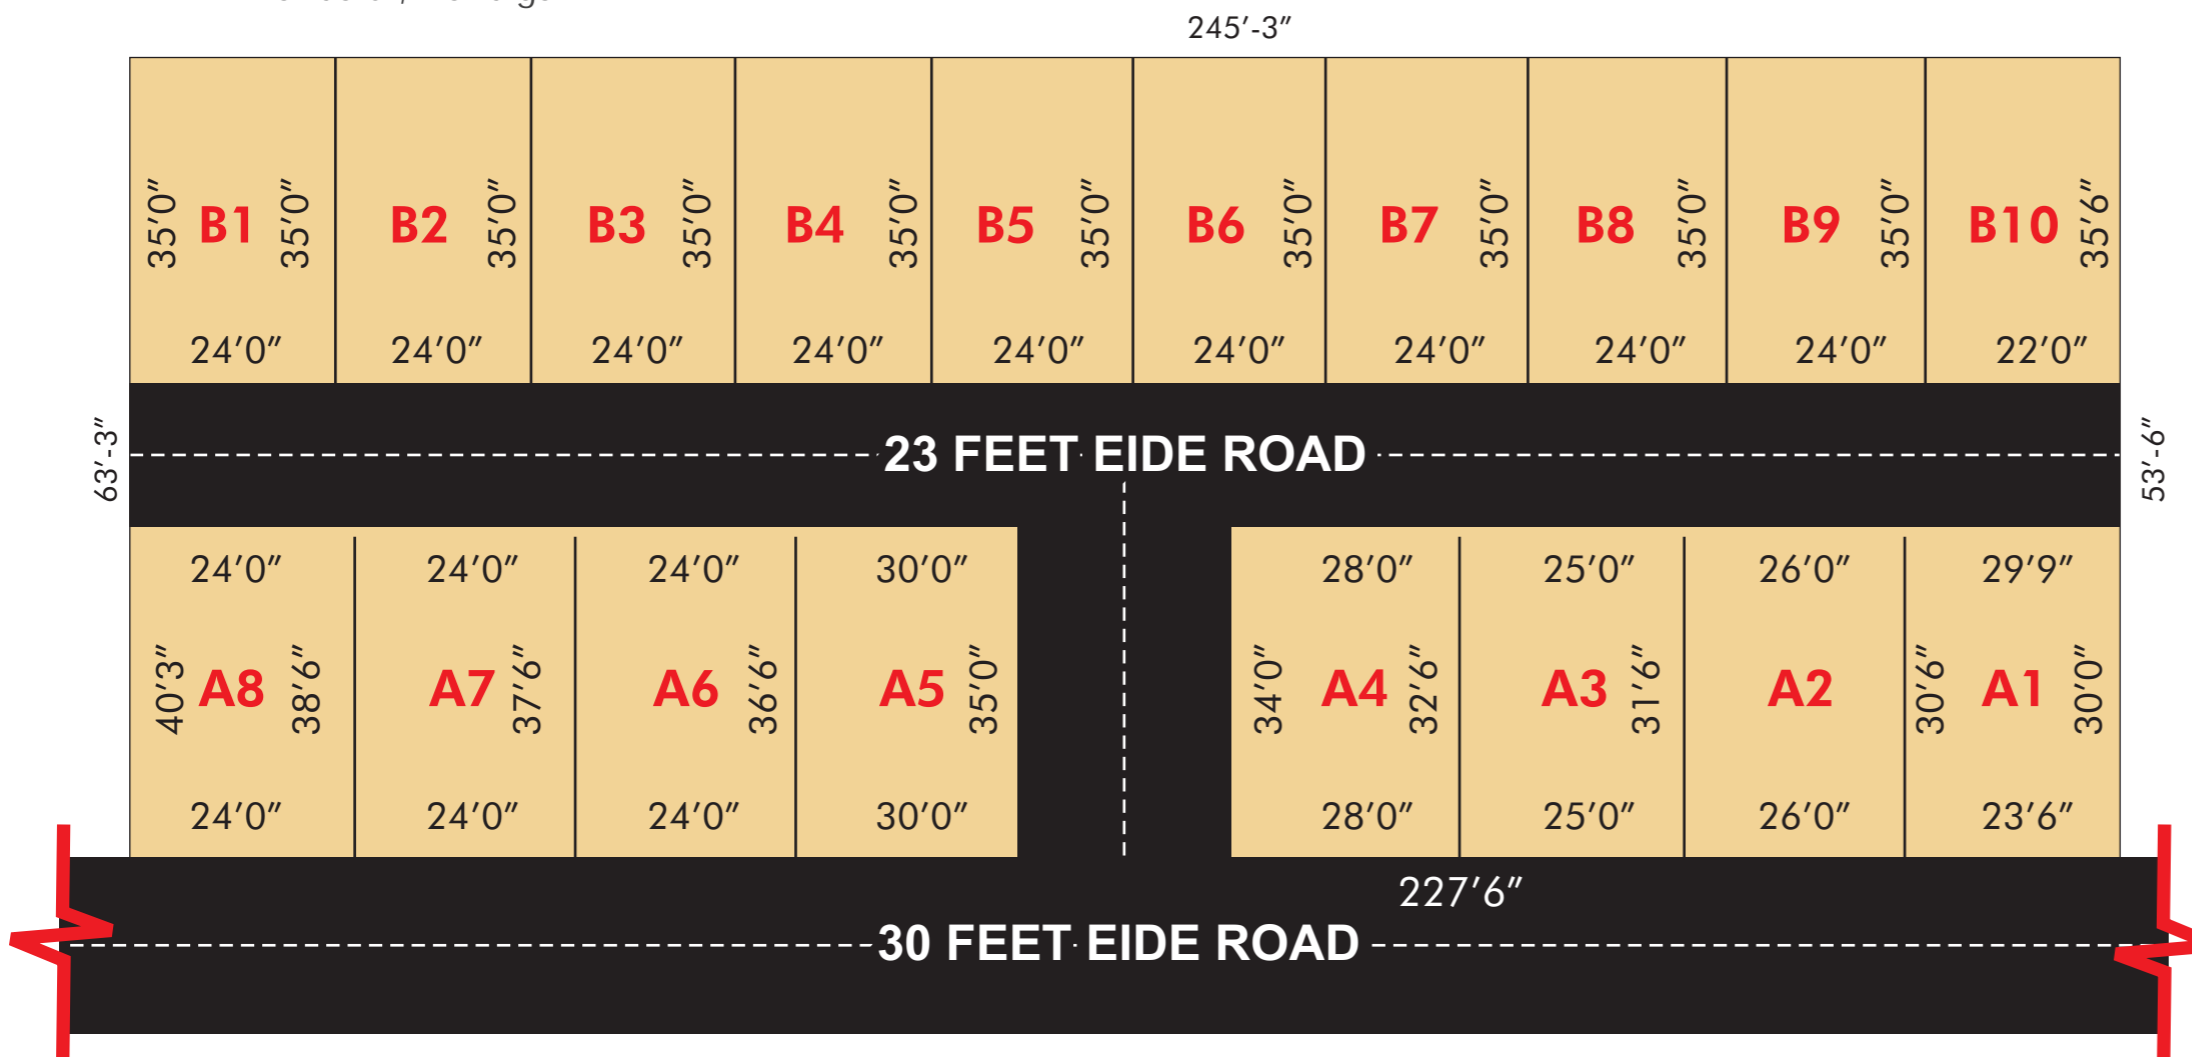 245'-3"
35'0" B1 35'0" B2 35'0" B3 35'0" B4 35'0" B5 35'0" B6 35'0" B7 35'0" B8 35'0" B9 35'0" B10 35'6"
24'0" 24'0" 24'0" 24'0" 24'0" 24'0" 24'0" 24'0" 24'0" 22'0"
63'-3" 23 FEET EIDE ROAD 53'-6"
24'0" 24'0" 24'0" 30'0" 28'0" 25'0" 26'0" 29'9"
40'3" A8 38'6" A7 37'6" A6 36'6" A5 35'0" 34'0" A4 32'6" A3 31'6" A2 30'6" A1 30'0"
24'0" 24'0" 24'0" 30'0" 28'0" 25'0" 26'0" 23'6"
227'6"
30 FEET EIDE ROAD